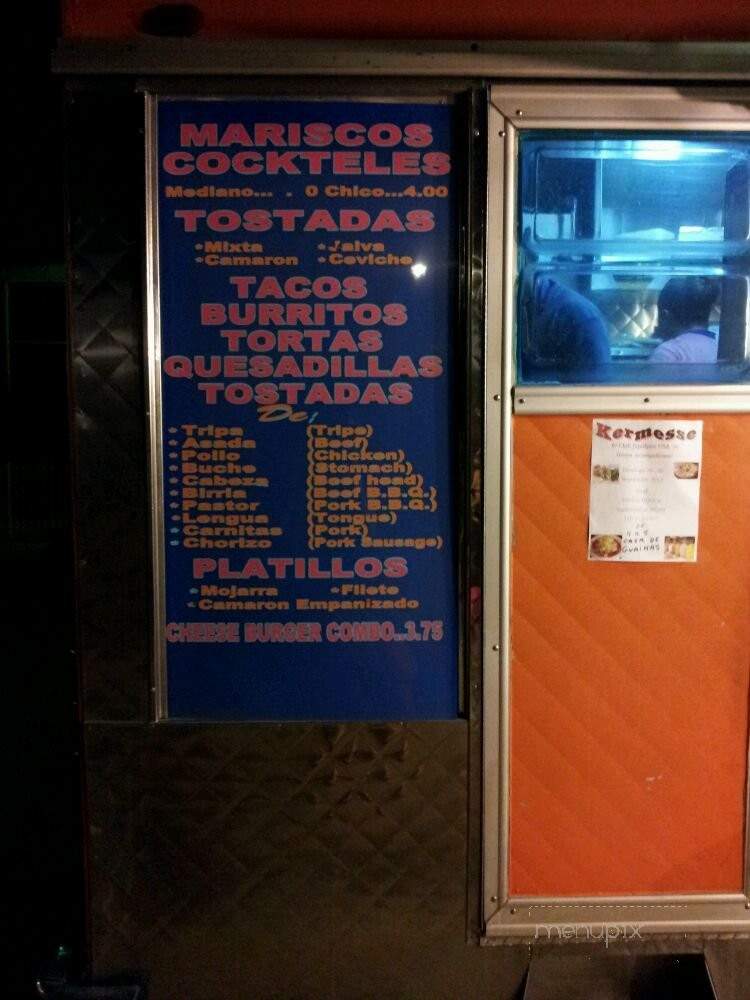 MARISCOS
COCKTELES
Mediano... . 0 Chico...4.00
TOSTADAS
Mixta Jaiva
Camaron Ceviche
TACOS
BURRITOS
TORTAS
QUESADILLAS
TOSTADAS
De;
Tripa (Tripe)
Asada (Beef)
Pollo (Chicken)
Buche (Stomach)
Cabeza (Beef head)
Birria (Beef B.B.Q.)
Pastor (Pork B.B.Q.)
Lengua (Tongue)
Carnitas (Pork)
Chorizo (Pork Sausage)
PLATILLOS
Mojarra Filete
Camaron Empanizado
CHEESE BURGER COMBO..3.75
Kermesse
CASA DE
menupix